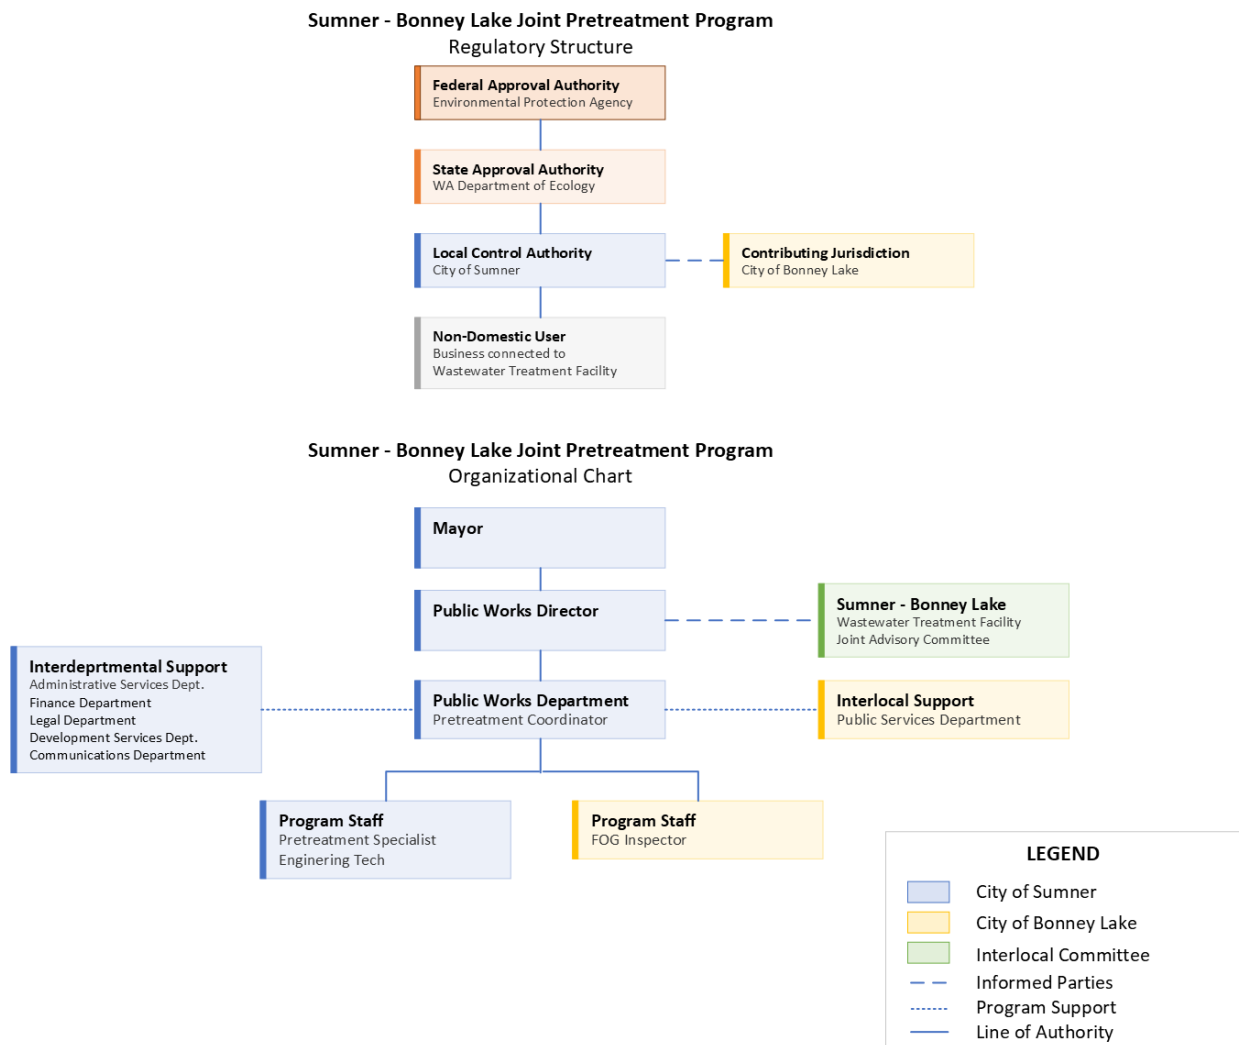 Sumner - Bonney Lake Joint Pretreatment Program
Regulatory Structure
Federal Approval Authority
Environmental Protection Agency
State Approval Authority
WA Department of Ecology
Local Control Authority
City of Sumner
Contributing Jurisdiction
City of Bonney Lake
Non-Domestic User
Business connected to
Wastewater Treatment Facility
Sumner - Bonney Lake Joint Pretreatment Program
Organizational Chart
Mayor
Public Works Director
Sumner - Bonney Lake
Wastewater Treatment Facility
Joint Advisory Committee
Interdeprtmental Support
Administrative Services Dept.
Finance Department
Legal Department
Development Services Dept.
Communications Department
Public Works Department
Pretreatment Coordinator
Interlocal Support
Public Services Department
Program Staff
Pretreatment Specialist
Enginering Tech
Program Staff
FOG Inspector
LEGEND
City of Sumner
City of Bonney Lake
Interlocal Committee
Informed Parties
Program Support
Line of Authority